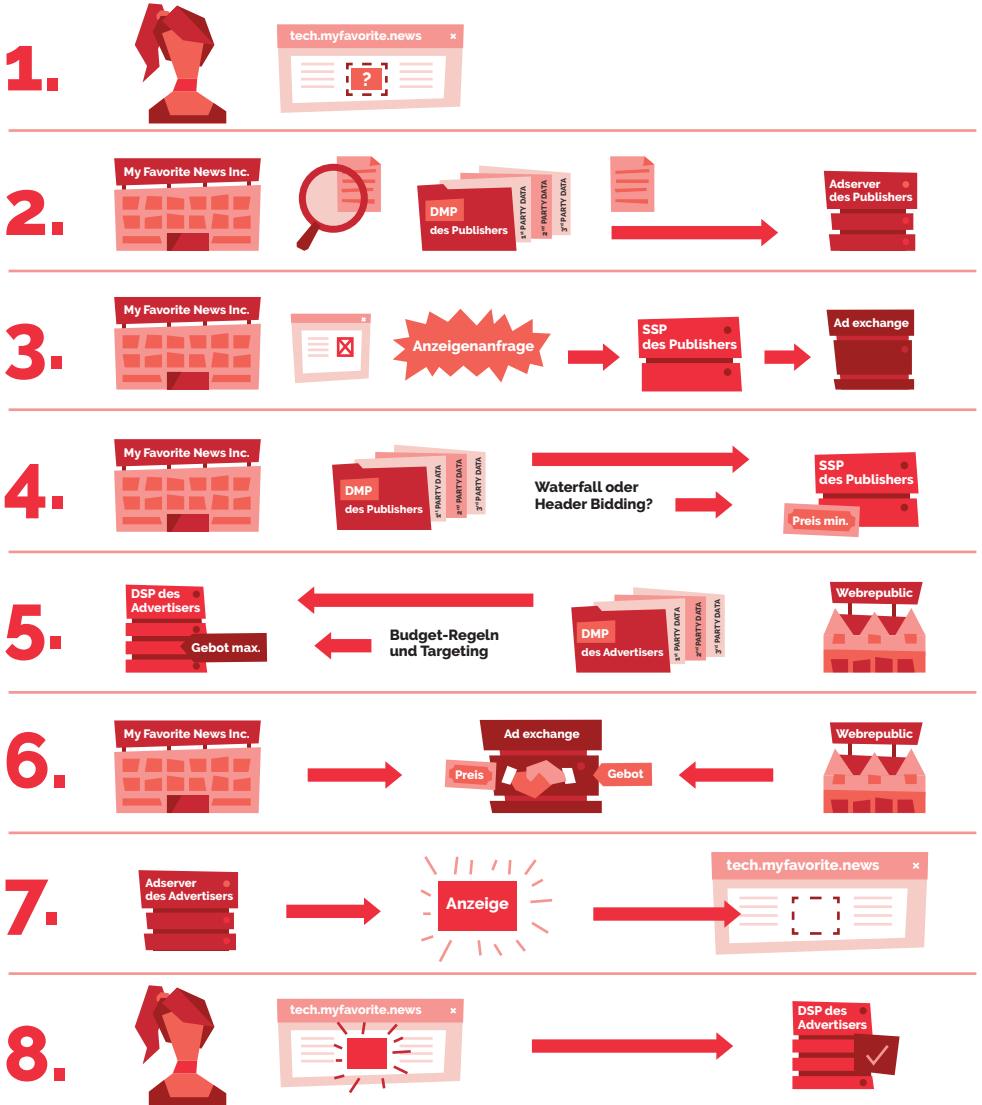 1.
tech.myfavorite.news ×
?
2.
My Favorite News Inc.
DMP
des Publishers
1st PARTY DATA
2nd PARTY DATA
3rd PARTY DATA
Adserver
des Publishers
3.
My Favorite News Inc.
×
Anzeigenanfrage
SSP
des Publishers
Ad exchange
4.
My Favorite News Inc.
DMP
des Publishers
1st PARTY DATA
2nd PARTY DATA
3rd PARTY DATA
Waterfall oder
Header Bidding?
SSP
des Publishers
Preis min.
5.
DSP des
Advertisers
Gebot max.
Budget-Regeln
und Targeting
DMP
des Advertisers
1st PARTY DATA
2nd PARTY DATA
3rd PARTY DATA
Webrepublic
6.
My Favorite News Inc.
Ad exchange
Preis
Gebot
Webrepublic
7.
Adserver
des Advertisers
Anzeige
tech.myfavorite.news ×
8.
tech.myfavorite.news ×
DSP des
Advertisers